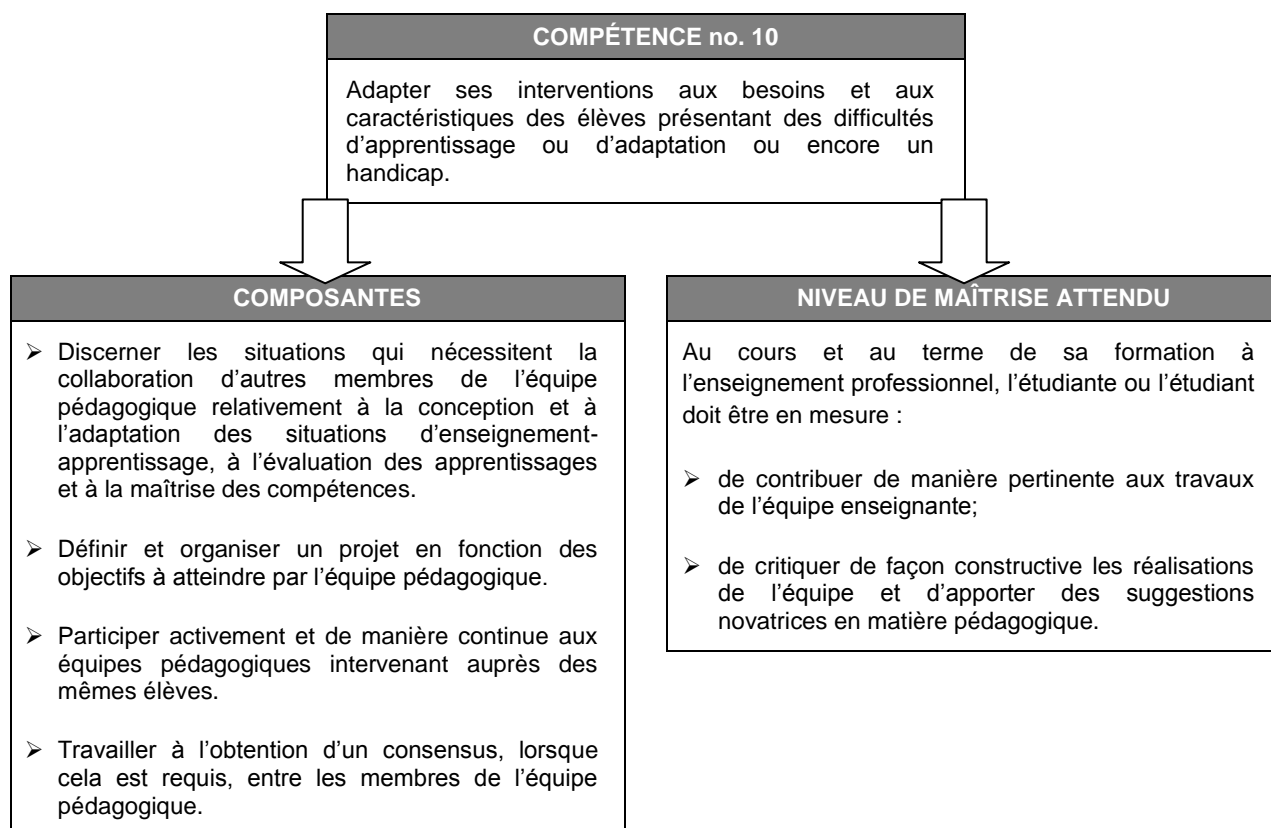 COMPÉTENCE no. 10
Adapter ses interventions aux besoins et aux
caractéristiques des élèves présentant des difficultés
d’apprentissage ou d’adaptation ou encore un
handicap.
COMPOSANTES
➢ Discerner les situations qui nécessitent la
collaboration d’autres membres de l’équipe
pédagogique relativement à la conception et à
l’adaptation des situations d’enseignement-
apprentissage, à l’évaluation des apprentissages
et à la maîtrise des compétences.
➢ Définir et organiser un projet en fonction des
objectifs à atteindre par l’équipe pédagogique.
➢ Participer activement et de manière continue aux
équipes pédagogiques intervenant auprès des
mêmes élèves.
➢ Travailler à l’obtention d’un consensus, lorsque
cela est requis, entre les membres de l’équipe
pédagogique.
NIVEAU DE MAÎTRISE ATTENDU
Au cours et au terme de sa formation à
l’enseignement professionnel, l’étudiante ou l’étudiant
doit être en mesure :
➢ de contribuer de manière pertinente aux travaux
de l’équipe enseignante;
➢ de critiquer de façon constructive les réalisations
de l’équipe et d’apporter des suggestions
novatrices en matière pédagogique.